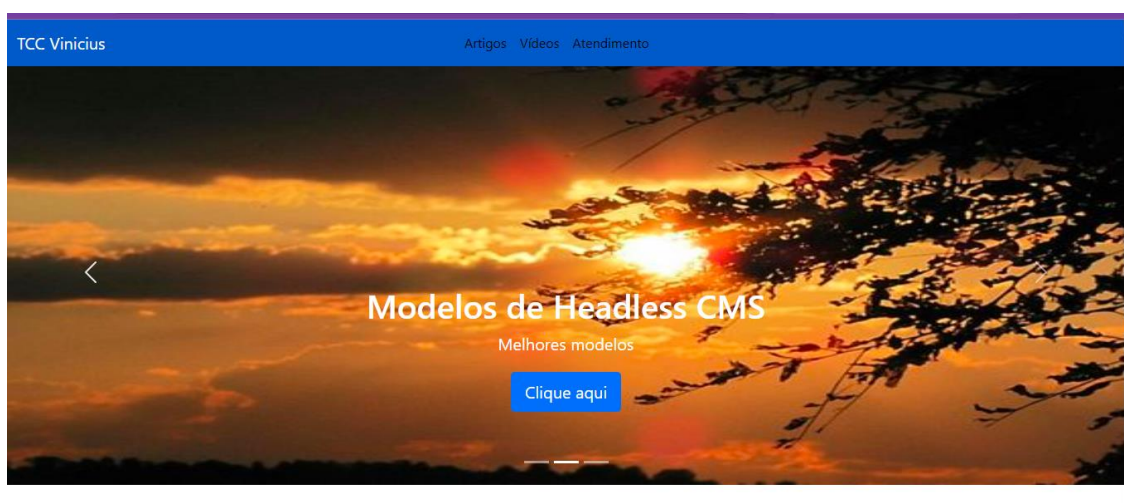 TCC Vinicius
Artigos Vídeos Atendimento
Modelos de Headless CMS
Melhores modelos
Clique aqui